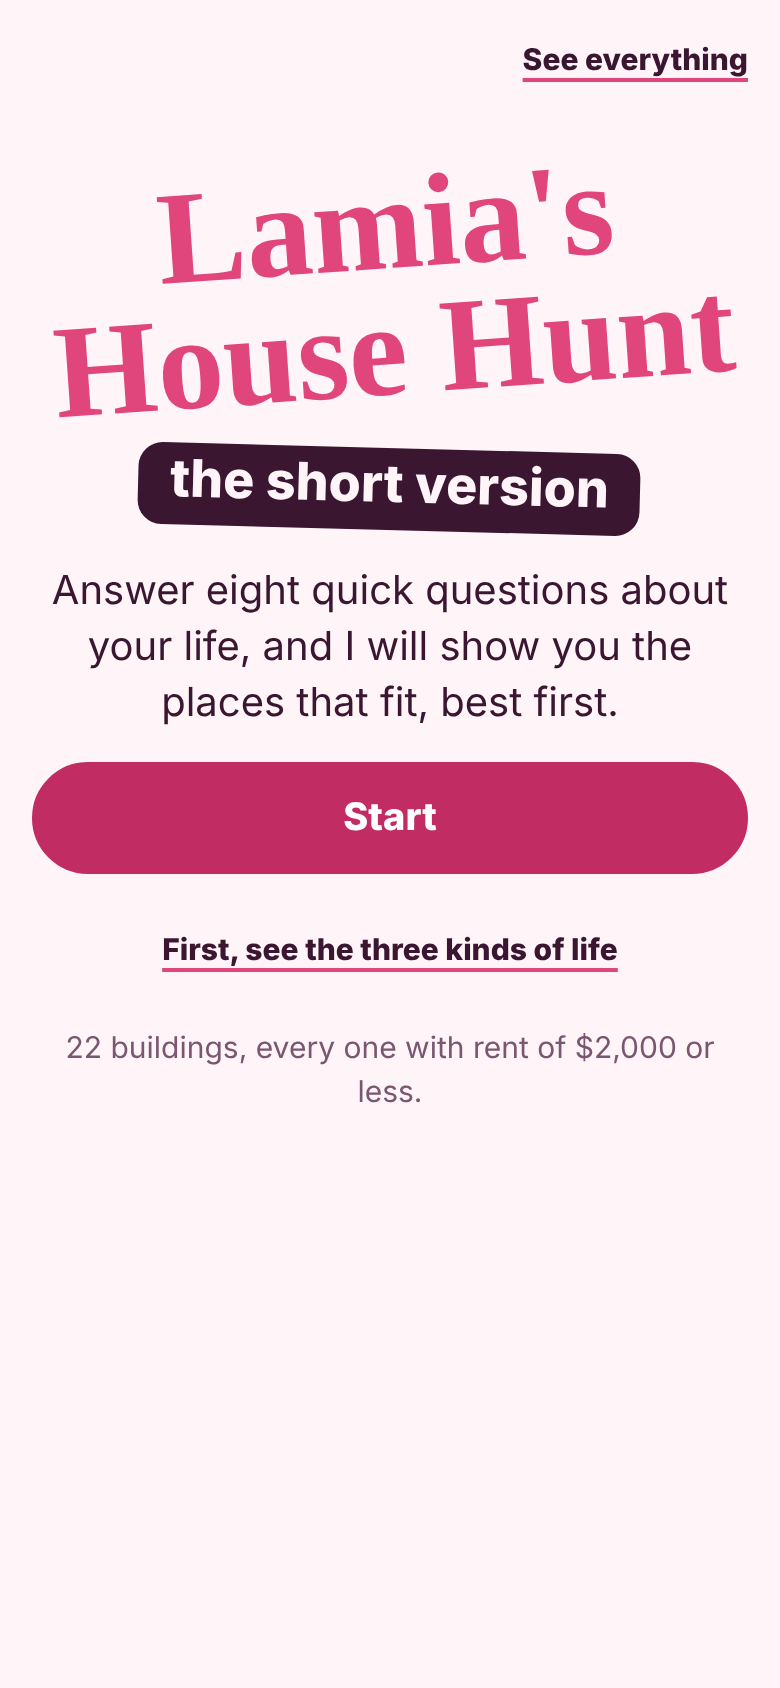 See everything
Lamia's
House Hunt
the short version
Answer eight quick questions about
your life, and I will show you the
places that fit, best first.
Start
First, see the three kinds of life
22 buildings, every one with rent of $2,000 or
less.